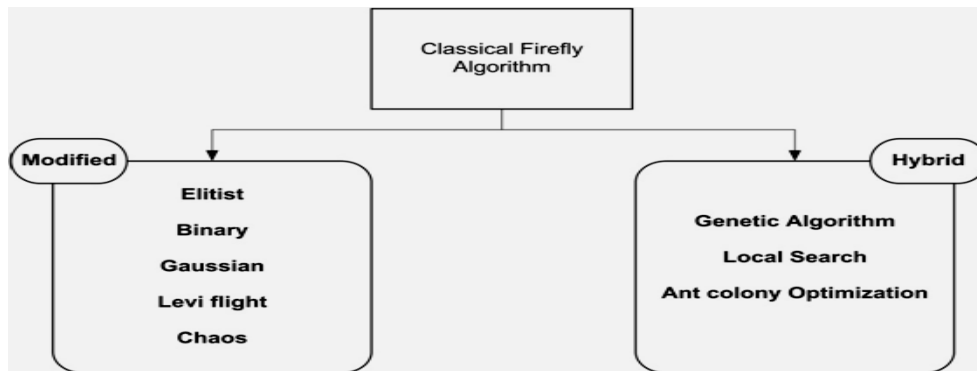 Classical Firefly
Algorithm
Modified
Elitist
Binary
Gaussian
Levi flight
Chaos
Hybrid
Genetic Algorithm
Local Search
Ant colony Optimization